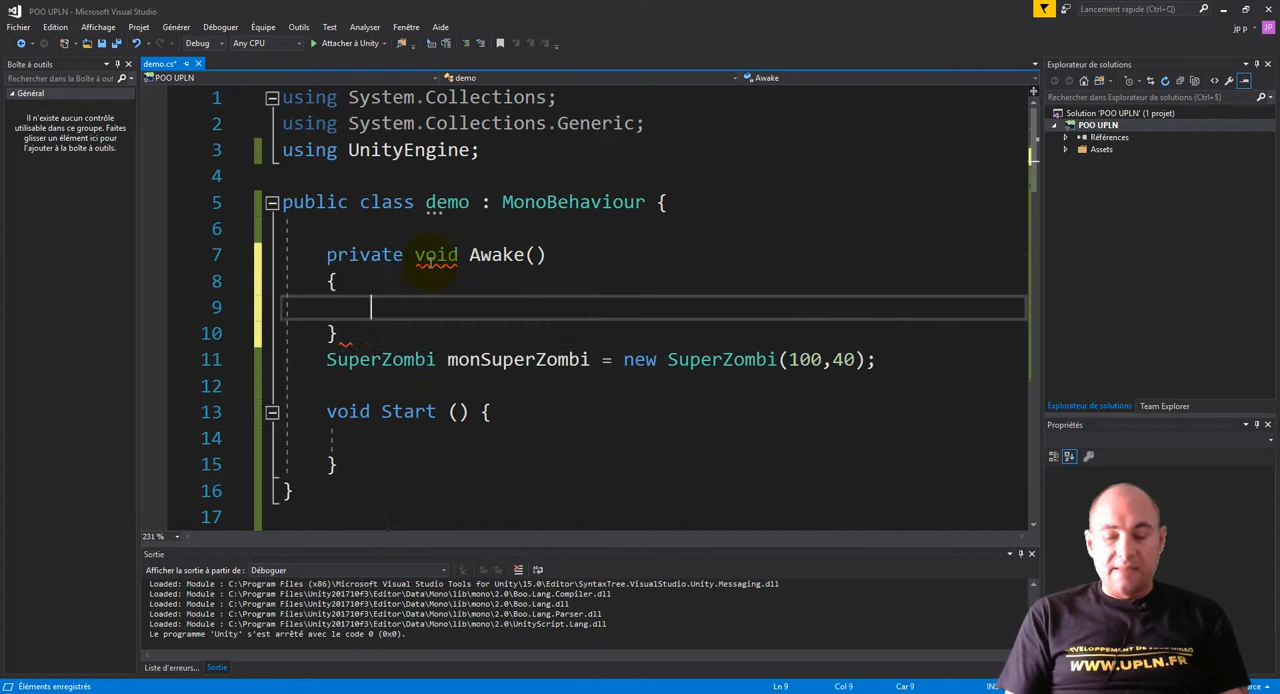 POO UPLN - Microsoft Visual Studio
Lancement rapide (Ctrl+Q)
Fichier Edition Affichage Projet Générer Déboguer Équipe Outils Test Analyser Fenêtre Aide
jp p JP
Debug Any CPU Attacher à Unity
Boîte à outils
Rechercher dans la Boîte à outils
Général
Il n'existe aucun contrôle
utilisable dans ce groupe. Faites
glisser un élément ici pour
l'ajouter à la boîte à outils.
demo.cs*
POO UPLN demo Awake
1 using System.Collections;
2 using System.Collections.Generic;
3 using UnityEngine;
4
5 public class demo : MonoBehaviour {
6
7 private void Awake()
8 {
9
10 }
11 SuperZombi monSuperZombi = new SuperZombi(100,40);
12
13 void Start () {
14
15 }
16 }
17
231 %
Explorateur de solutions
Rechercher dans Explorateur de solutions (Ctrl+$)
Solution 'POO UPLN' (1 projet)
POO UPLN
Références
Assets
Explorateur de solutions Team Explorer
Propriétés
Sortie
Afficher la sortie à partir de : Déboguer
Loaded: Module : C:\Program Files (x86)\Microsoft Visual Studio Tools for Unity\15.0\Editor\SyntaxTree.VisualStudio.Unity.Messaging.dll
Loaded: Module : C:\Program Files\Unity201710f3\Editor\Data\Mono\lib\mono\2.0\Boo.Lang.Compiler.dll
Loaded: Module : C:\Program Files\Unity201710f3\Editor\Data\Mono\lib\mono\2.0\Boo.Lang.dll
Loaded: Module : C:\Program Files\Unity201710f3\Editor\Data\Mono\lib\mono\2.0\Boo.Lang.Parser.dll
Loaded: Module : C:\Program Files\Unity201710f3\Editor\Data\Mono\lib\mono\2.0\UnityScript.Lang.dll
Le programme 'Unity' s'est arrêté avec le code 0 (0x0).
Liste d'erreurs... Sortie
Éléments enregistrés Ln 9 Col 9 Car 9
WWW.UPLN.FR